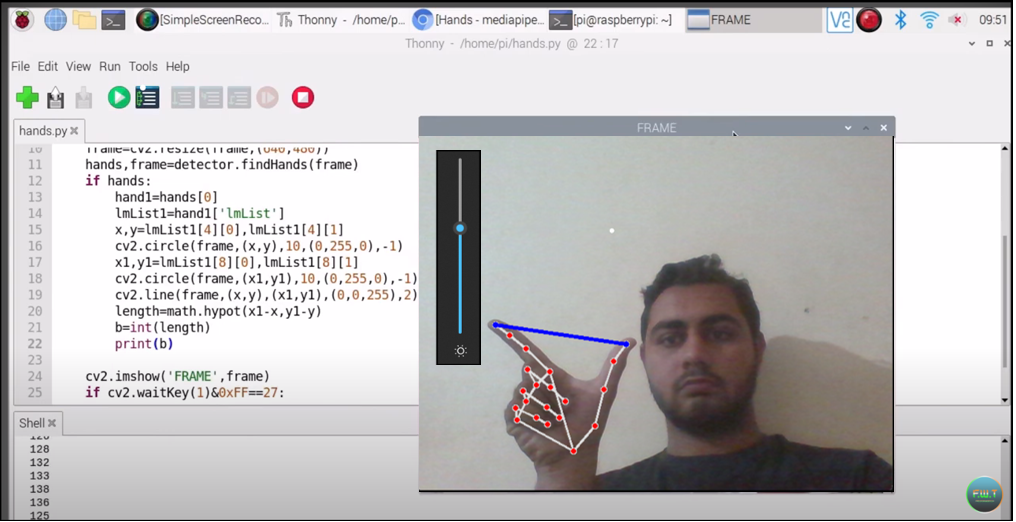 [SimpleScreenReco... Thonny - /home/p... [Hands - mediapipe... [pi@raspberrypi: ~] FRAME 09:51
Thonny - /home/pi/hands.py @ 22 : 17
File Edit View Run Tools Help
hands.py
10 frame=cv2.resize(frame,(640,480))
11 hands,frame=detector.findHands(frame)
12 if hands:
13 hand1=hands[0]
14 lmList1=hand1['lmList']
15 x,y=lmList1[4][0],lmList1[4][1]
16 cv2.circle(frame,(x,y),10,(0,255,0),-1)
17 x1,y1=lmList1[8][0],lmList1[8][1]
18 cv2.circle(frame,(x1,y1),10,(0,255,0),-1)
19 cv2.line(frame,(x,y),(x1,y1),(0,0,255),2)
20 length=math.hypot(x1-x,y1-y)
21 b=int(length)
22 print(b)
23
24 cv2.imshow('FRAME',frame)
25 if cv2.waitKey(1)&0xFF==27:
FRAME
Shell
128
132
133
138
136
125
F.W.T